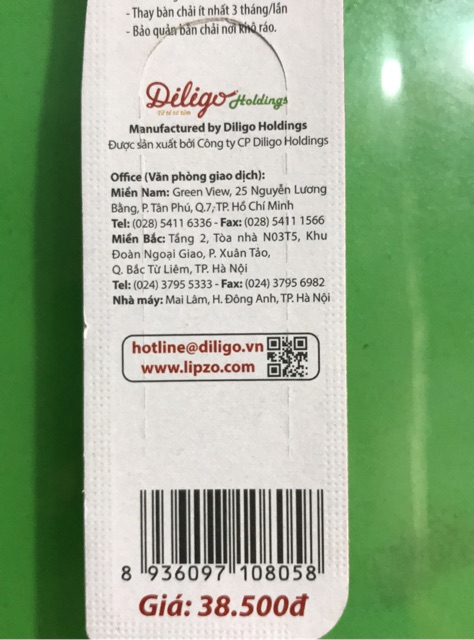 - Thay bàn chải ít nhất 3 tháng/lần
- Bảo quản bàn chải nơi khô ráo.
Diligo Holdings
Từ tế từ tâm
Manufactured by Diligo Holdings
Được sản xuất bởi Công ty CP Diligo Holdings
Office (Văn phòng giao dịch):
Miền Nam: Green View, 25 Nguyễn Lương
Bằng, P. Tân Phú, Q.7, TP. Hồ Chí Minh
Tel: (028) 5411 6336 - Fax: (028) 5411 1566
Miền Bắc: Tầng 2, Tòa nhà N03T5, Khu
Đoàn Ngoại Giao, P. Xuân Tảo,
Q. Bắc Từ Liêm, TP. Hà Nội
Tel: (024) 3795 5333 - Fax: (024) 3795 6982
Nhà máy: Mai Lâm, H. Đông Anh, TP. Hà Nội
hotline@diligo.vn
www.lipzo.com
8 936097 108058
Giá: 38.500đ